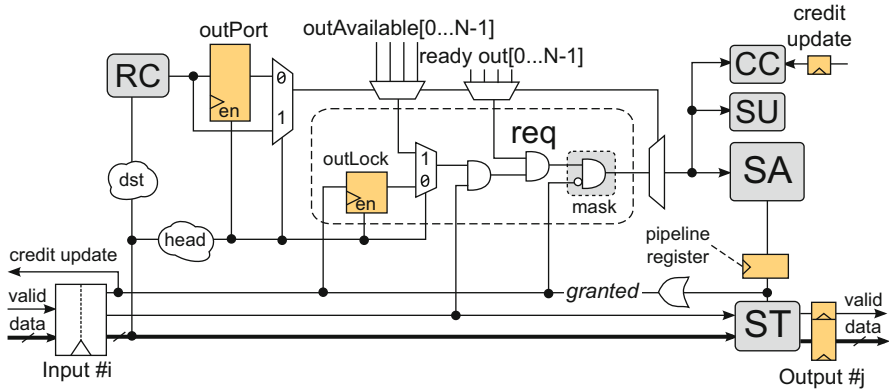 outPort
outAvailable[0...N-1]
ready out[0...N-1]
credit
update
RC
0
1
en
CC
SU
req
outLock
1
0
en
mask
SA
dst
head
pipeline
register
credit update
granted
valid
data
ST
valid
data
Input #i
Output #j